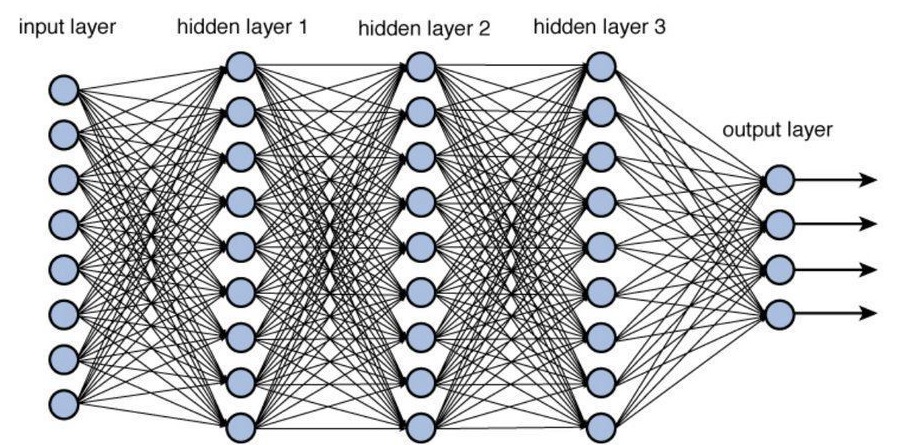 input layer
hidden layer 1
hidden layer 2
hidden layer 3
output layer